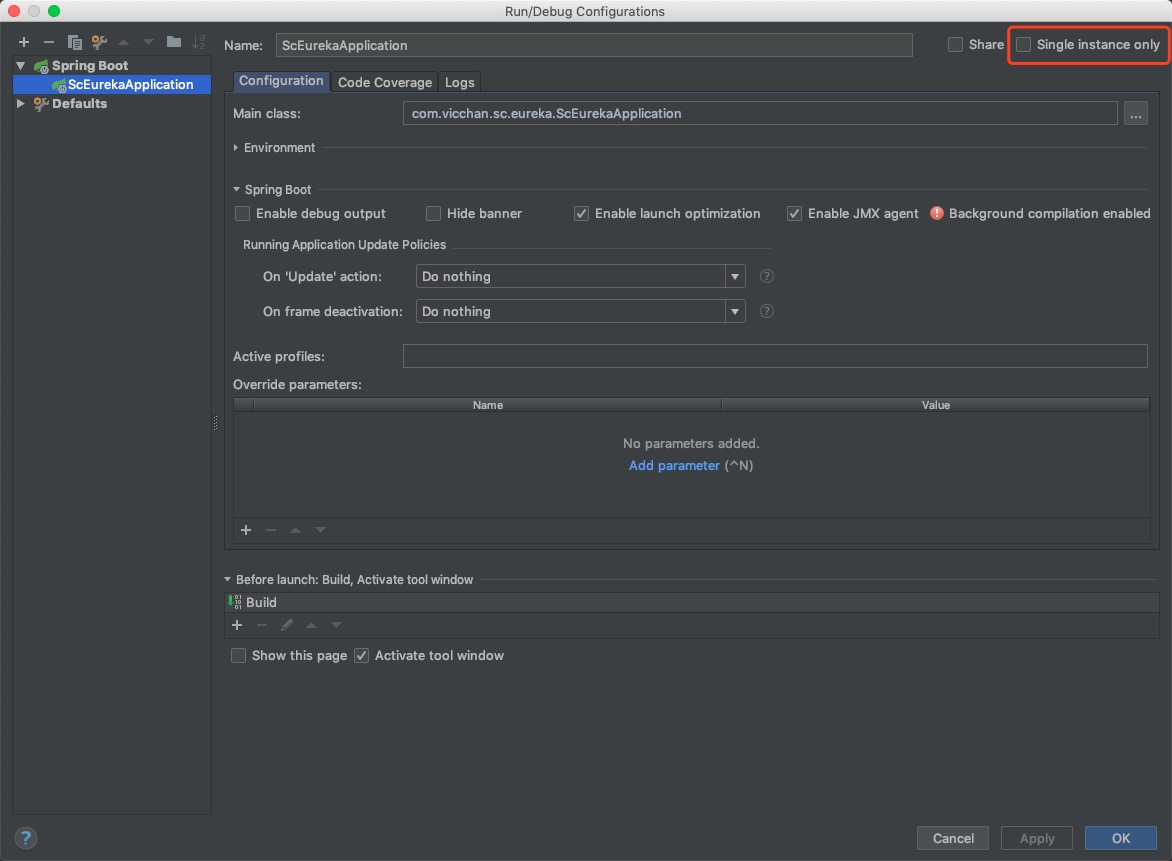 Run/Debug Configurations
Name: ScEurekaApplication Share Single instance only
Spring Boot
ScEurekaApplication
Defaults
Configuration Code Coverage Logs
Main class: com.vicchan.sc.eureka.ScEurekaApplication ...
Environment
Spring Boot
Enable debug output Hide banner Enable launch optimization Enable JMX agent Background compilation enabled
Running Application Update Policies
On 'Update' action: Do nothing ?
On frame deactivation: Do nothing ?
Active profiles:
Override parameters:
Name Value
No parameters added.
Add parameter (^N)
Before launch: Build, Activate tool window
Build
Show this page Activate tool window
? Cancel Apply OK